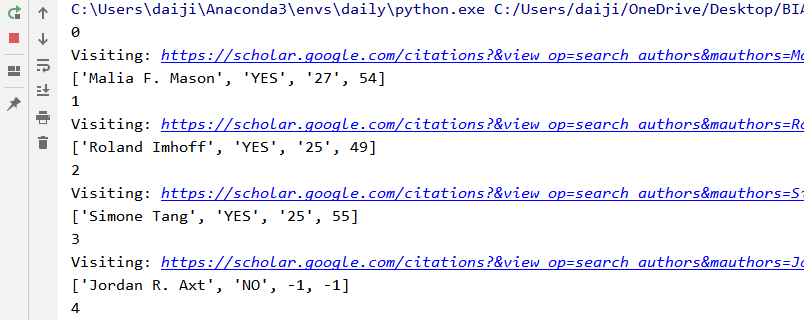 C:\Users\daiji\Anaconda3\envs\daily\python.exe C:/Users/daiji/OneDrive/Desktop/BIA
0
Visiting: https://scholar.google.com/citations?&view_op=search_authors&mauthors=Ma
['Malia F. Mason', 'YES', '27', 54]
1
Visiting: https://scholar.google.com/citations?&view_op=search_authors&mauthors=Ro
['Roland Imhoff', 'YES', '25', 49]
2
Visiting: https://scholar.google.com/citations?&view_op=search_authors&mauthors=Si
['Simone Tang', 'YES', '25', 55]
3
Visiting: https://scholar.google.com/citations?&view_op=search_authors&mauthors=Jo
['Jordan R. Axt', 'NO', -1, -1]
4